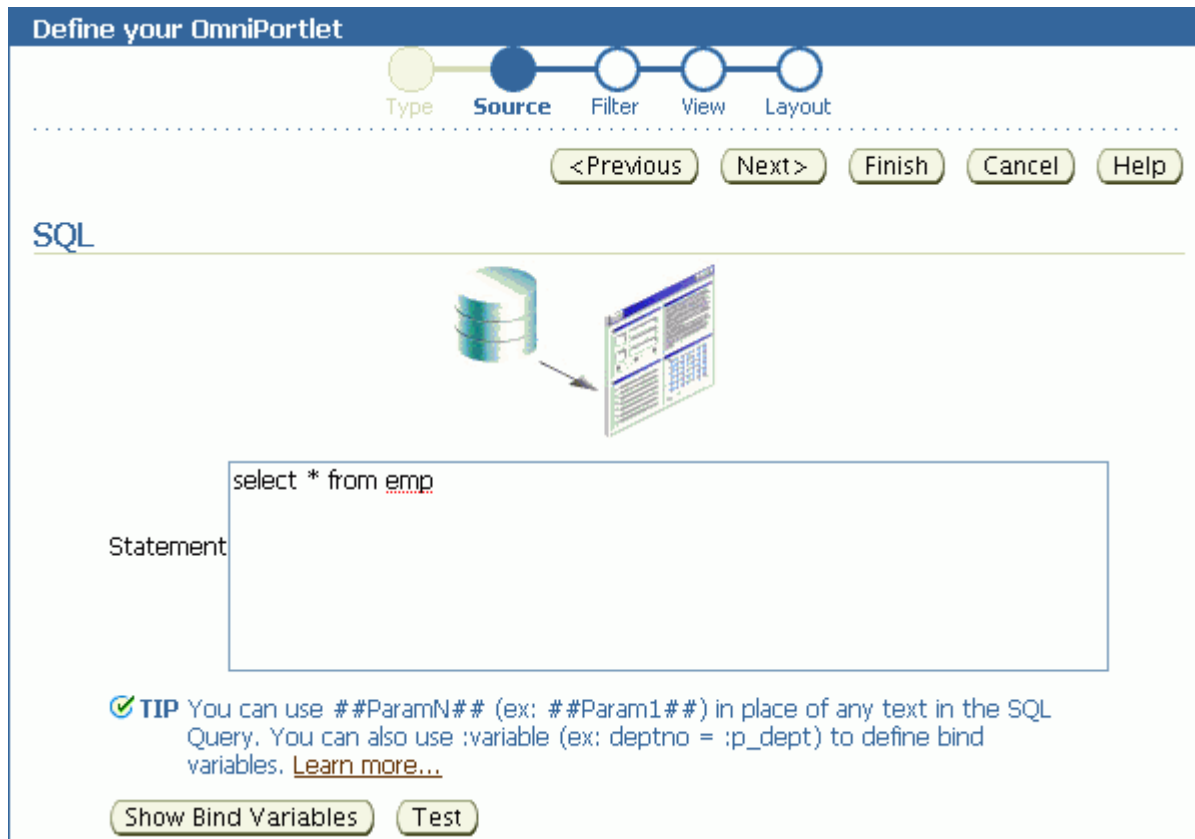 Define your OmniPortlet
Type Source Filter View Layout
<Previous Next> Finish Cancel Help
SQL
select * from emp
Statement
TIP You can use ##ParamN## (ex: ##Param1##) in place of any text in the SQL
Query. You can also use :variable (ex: deptno = :p_dept) to define bind
variables. Learn more...
Show Bind Variables Test